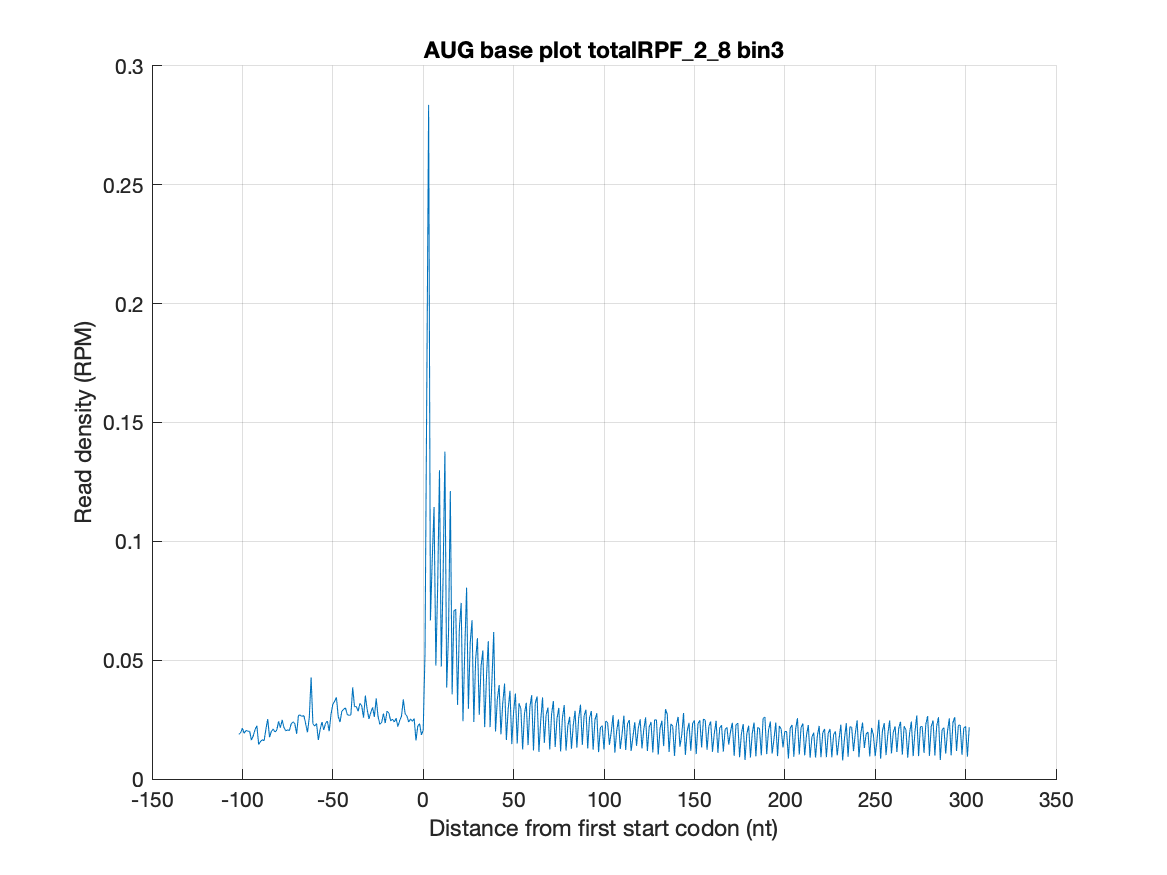 AUG base plot totalRPF_2_8 bin3
0.3
0.25
0.2
0.15
0.1
0.05
0
Read density (RPM)
-150 -100 -50 0 50 100 150 200 250 300 350
Distance from first start codon (nt)